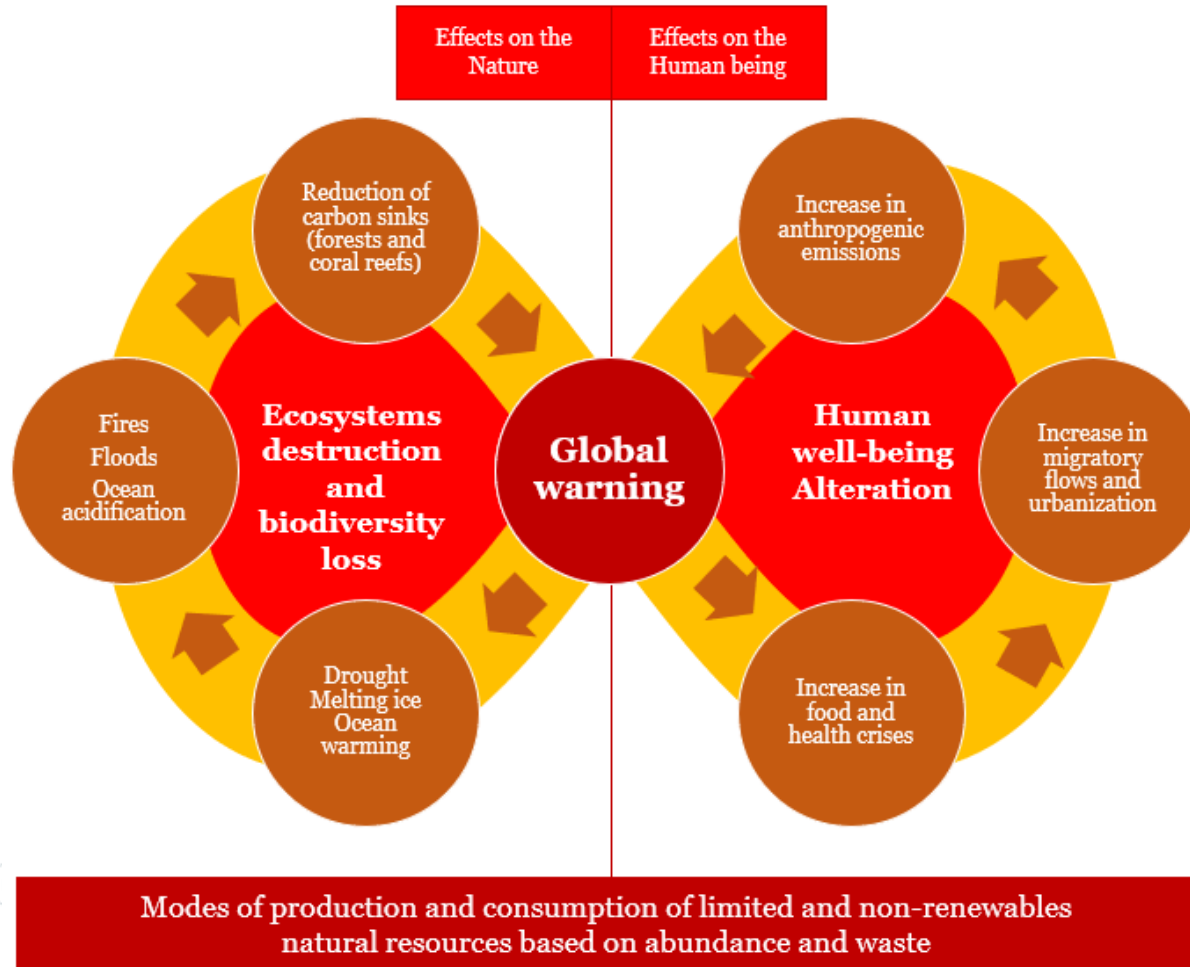 Effects on the
Nature
Effects on the
Human being
Reduction of
carbon sinks
(forests and
coral reefs)
Increase in
anthropogenic
emissions
Fires
Floods
Ocean
acidification
Ecosystems
destruction
and
biodiversity
loss
Global
warning
Human
well-being
Alteration
Increase in
migratory
flows and
urbanization
Drought
Melting ice
Ocean
warming
Increase in
food and
health crises
Modes of production and consumption of limited and non-renewables
natural resources based on abundance and waste